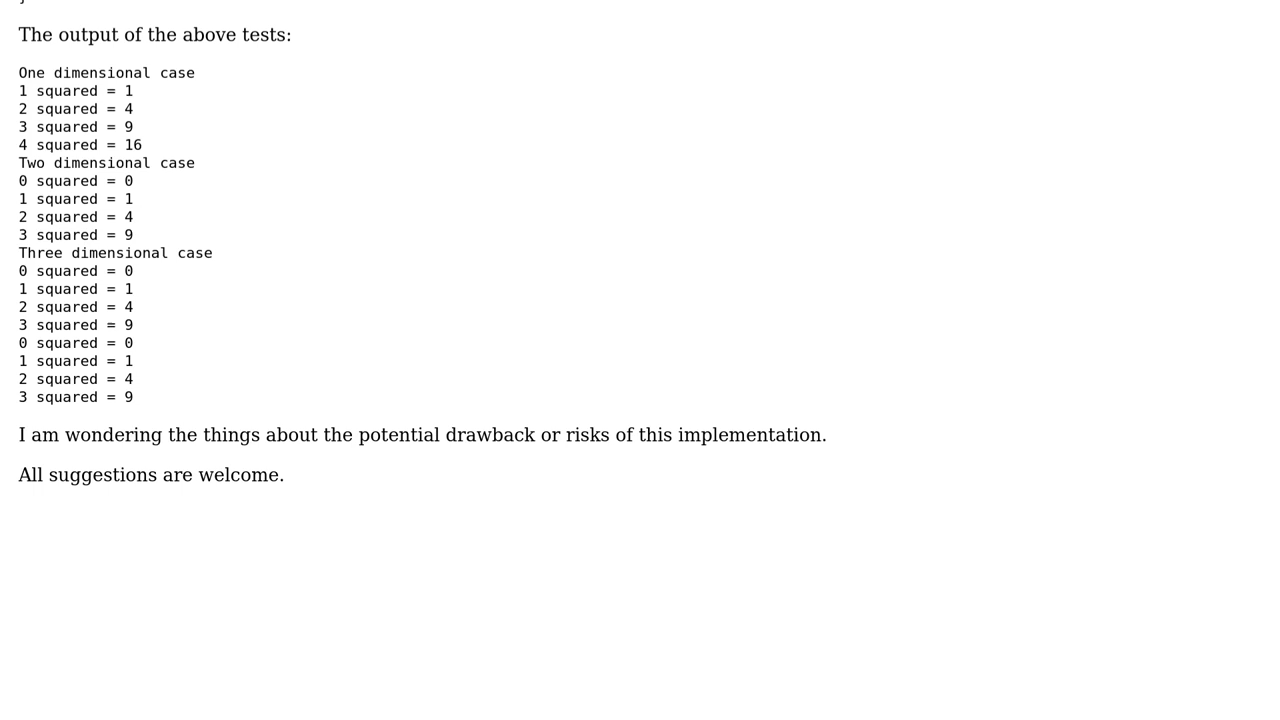 }
The output of the above tests:
One dimensional case
1 squared = 1
2 squared = 4
3 squared = 9
4 squared = 16
Two dimensional case
0 squared = 0
1 squared = 1
2 squared = 4
3 squared = 9
Three dimensional case
0 squared = 0
1 squared = 1
2 squared = 4
3 squared = 9
0 squared = 0
1 squared = 1
2 squared = 4
3 squared = 9
I am wondering the things about the potential drawback or risks of this implementation.
All suggestions are welcome.